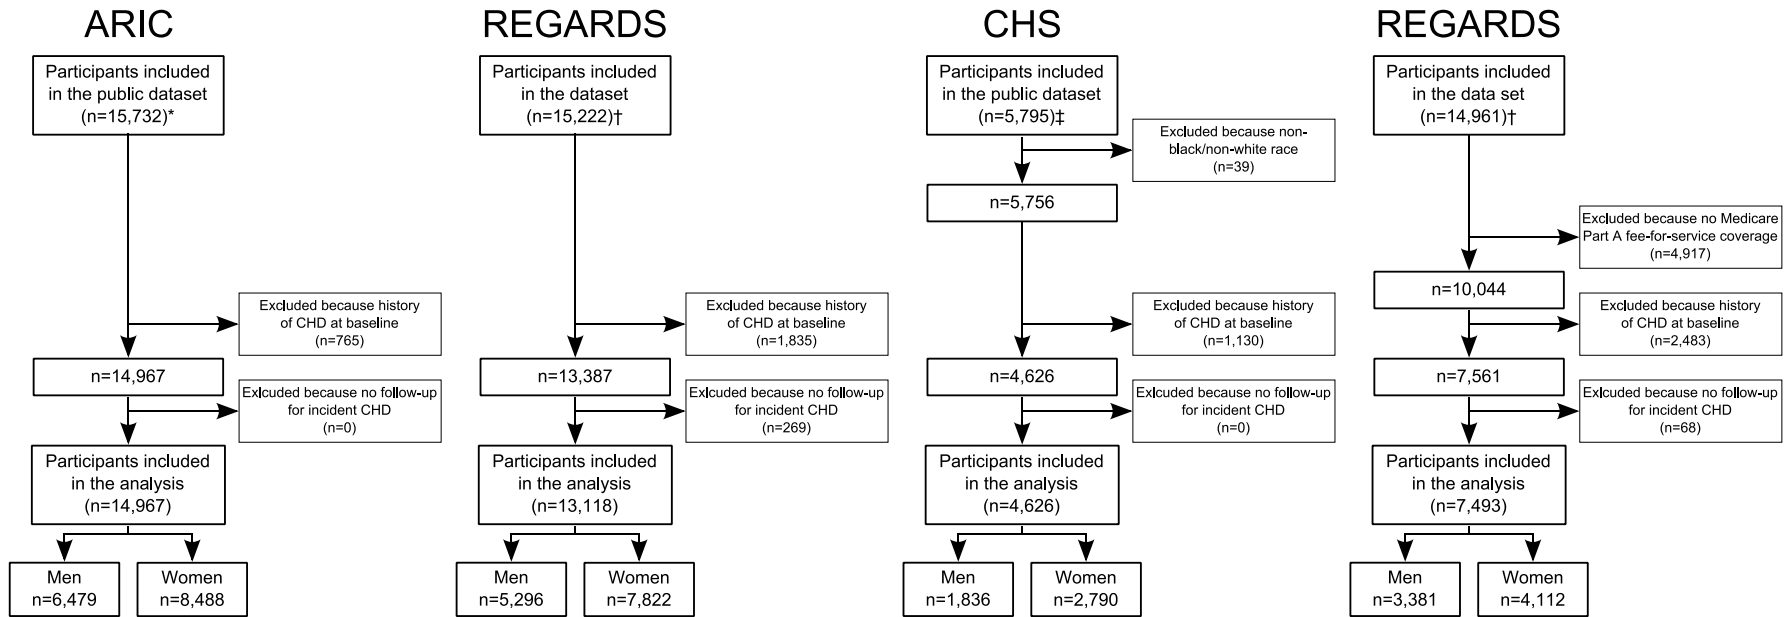 ARIC
Participants included
in the public dataset
(n=15,732)*
Excluded because history
of CHD at baseline
(n=765)
n=14,967
Exlcuded because no follow-up
for incident CHD
(n=0)
Participants included
in the analysis
(n=14,967)
Men
n=6,479
Women
n=8,488
REGARDS
Participants included
in the dataset
(n=15,222)†
Excluded because history
of CHD at baseline
(n=1,835)
n=13,387
Exlcuded because no follow-up
for incident CHD
(n=269)
Participants included
in the analysis
(n=13,118)
Men
n=5,296
Women
n=7,822
CHS
Participants included
in the public dataset
(n=5,795)‡
Excluded because non-
black/non-white race
(n=39)
n=5,756
Excluded because history
of CHD at baseline
(n=1,130)
n=4,626
Exlcuded because no follow-up
for incident CHD
(n=0)
Participants included
in the analysis
(n=4,626)
Men
n=1,836
Women
n=2,790
REGARDS
Participants included
in the data set
(n=14,961)†
Excluded because no Medicare
Part A fee-for-service coverage
(n=4,917)
n=10,044
Excluded because history
of CHD at baseline
(n=2,483)
n=7,561
Exlcuded because no follow-up
for incident CHD
(n=68)
Participants included
in the analysis
(n=7,493)
Men
n=3,381
Women
n=4,112